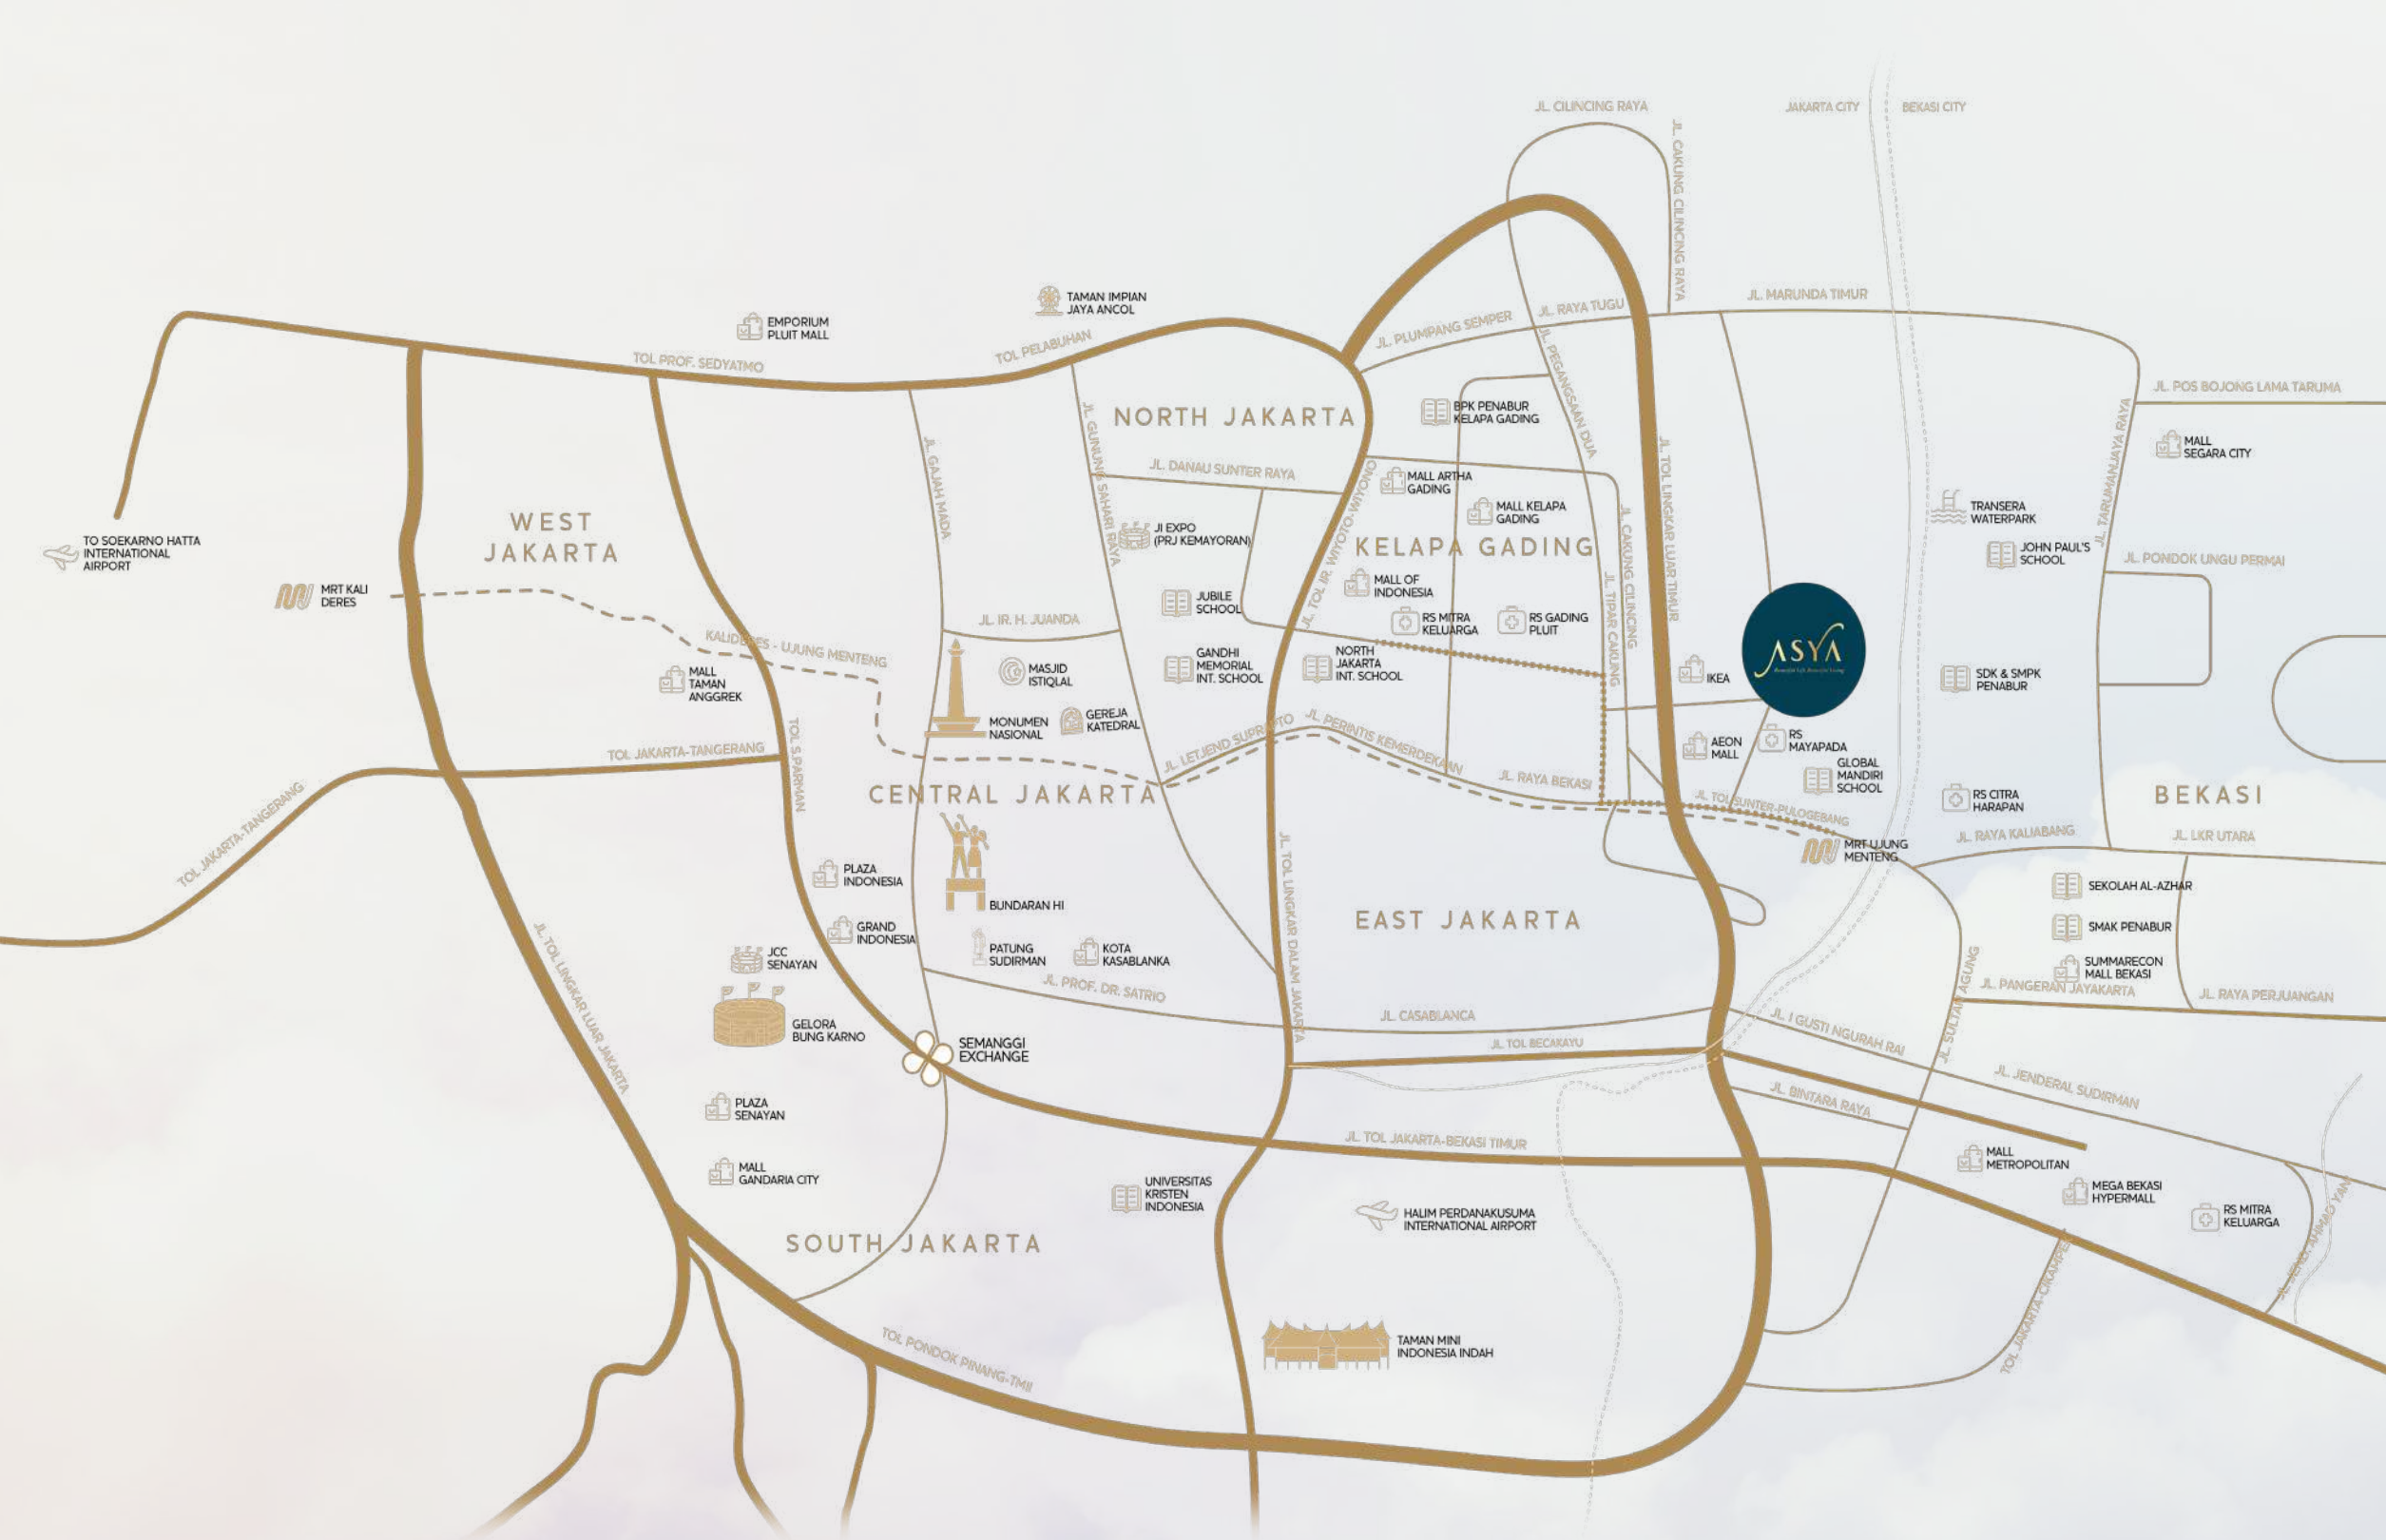 JL. CILINCING RAYA
JAKARTA CITY
BEKASI CITY
JL. CAKUNG CILINCING RAYA
TAMAN IMPIAN
JAYA ANCOL
JL. MARUNDA TIMUR
JL. RAYA TUGU
JL. PLUMPANG SEMPER
EMPORIUM
PLUIT MALL
TOL PELABUHAN
TOL PROF. SEDYATMO
JL. POS BOJONG LAMA TARUMA
NORTH JAKARTA
BPK PENABUR
KELAPA GADING
JL. PEGANGSAAN DUA
JL. TARUMANJAYA RAYA
MALL
SEGARA CITY
JL. GAJAH MADA
JL. GUNUNG SAHARI RAYA
JL. DANAU SUNTER RAYA
JL. TOL IR. WIYOTO-WIYONO
MALL ARTHA
GADING
MALL KELAPA
GADING
JL. CAKUNG CILINCING
JL. TOL LINGKAR LUAR TIMUR
TRANSERA
WATERPARK
WEST
JAKARTA
JI EXPO
(PRJ KEMAYORAN)
KELAPA GADING
JOHN PAUL'S
SCHOOL
JL. PONDOK UNGU PERMAI
TO SOEKARNO HATTA
INTERNATIONAL
AIRPORT
MRT KALI
DERES
MALL OF
INDONESIA
JL. TIPAR CAKUNG
JUBILE
SCHOOL
RS MITRA
KELUARGA
RS GADING
PLUIT
JL. IR. H. JUANDA
KALIDERES - UJUNG MENTENG
ASYA
MALL
TAMAN
ANGGREK
MASJID
ISTIQLAL
GANDHI
MEMORIAL
INT. SCHOOL
NORTH
JAKARTA
INT. SCHOOL
IKEA
SDK & SMPK
PENABUR
MONUMEN
NASIONAL
GEREJA
KATEDRAL
JL. LETJEND SUPRAPTO
JL. PERINTIS KEMERDEKAAN
AEON
MALL
RS
MAYAPADA
TOL JAKARTA-TANGERANG
TOL S.PARMAN
TOL JAKARTA-TANGERANG
GLOBAL
MANDIRI
SCHOOL
JL. RAYA BEKASI
CENTRAL JAKARTA
JL. TOL SUNTER-PULOGEBANG
RS CITRA
HARAPAN
BEKASI
JL. RAYA KALIABANG
JL. LKR UTARA
MRT UJUNG
MENTENG
PLAZA
INDONESIA
BUNDARAN HI
JL. TOL LINGKAR DALAM JAKARTA
SEKOLAH AL-AZHAR
EAST JAKARTA
SMAK PENABUR
GRAND
INDONESIA
JCC
SENAYAN
PATUNG
SUDIRMAN
KOTA
KASABLANKA
SUMMARECON
MALL BEKASI
JL. TOL LINGKAR LUAR JAKARTA
JL. PROF. DR. SATRIO
JL. SULTAN AGUNG
JL. PANGERAN JAYAKARTA
JL. RAYA PERJUANGAN
GELORA
BUNG KARNO
JL. CASABLANCA
JL. I GUSTI NGURAH RAI
SEMANGGI
EXCHANGE
JL. TOL BECAKAYU
JL. JENDERAL SUDIRMAN
PLAZA
SENAYAN
JL. BINTARA RAYA
JL. TOL JAKARTA-BEKASI TIMUR
MALL
METROPOLITAN
MALL
GANDARIA CITY
UNIVERSITAS
KRISTEN
INDONESIA
HALIM PERDANAKUSUMA
INTERNATIONAL AIRPORT
MEGA BEKASI
HYPERMALL
RS MITRA
KELUARGA
SOUTH JAKARTA
TOL PONDOK PINANG-TMII
TAMAN MINI
INDONESIA INDAH